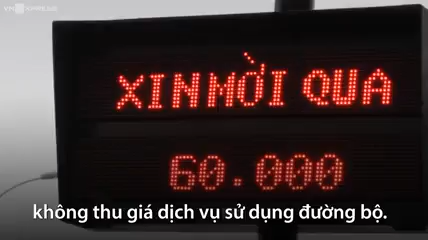 XIN MỜI QUA
60.000
không thu giá dịch vụ sử dụng đường bộ.